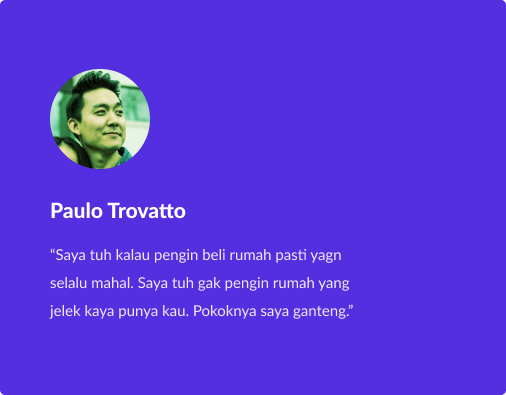 Paulo Trovatto
“Saya tuh kalau pengin beli rumah pasti yagn
selalu mahal. Saya tuh gak pengin rumah yang
jelek kaya punya kau. Pokoknya saya ganteng.”